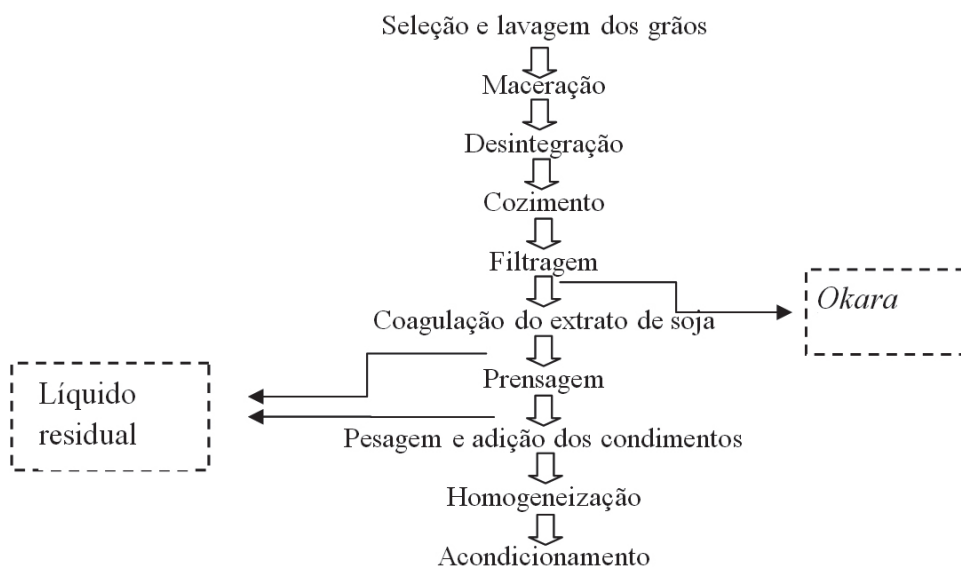 Seleção e lavagem dos grãos
Maceração
Desintegração
Cozimento
Filtragem
Okara
Coagulação do extrato de soja
Prensagem
Líquido
residual
Pesagem e adição dos condimentos
Homogeneização
Acondicionamento